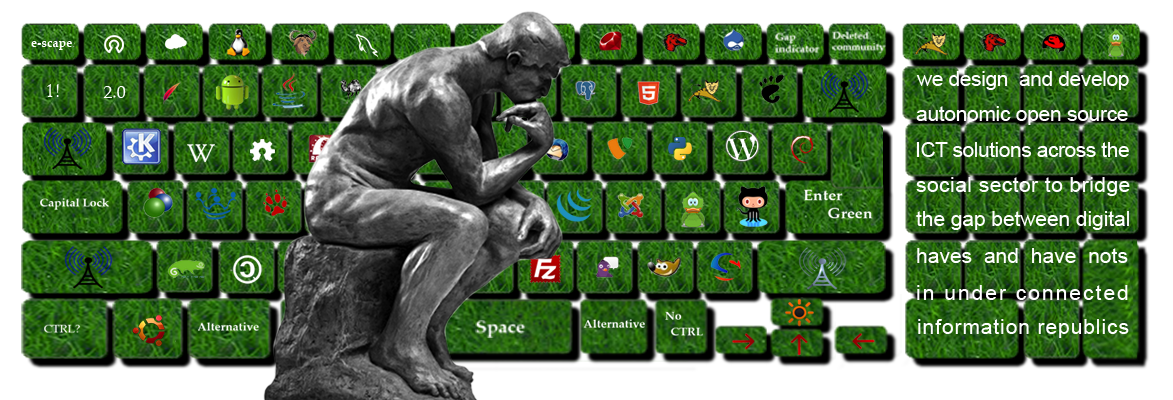 e-scape
Gap
indicator
Deleted
community
1!
2.0
W
Capital Lock
Enter
Green
Fz
CTRL?
Alternative
Space
Alternative
No
CTRL
we design and develop
autonomic open source
ICT solutions across the
social sector to bridge
the gap between digital
haves and have nots
in under connected
information republics